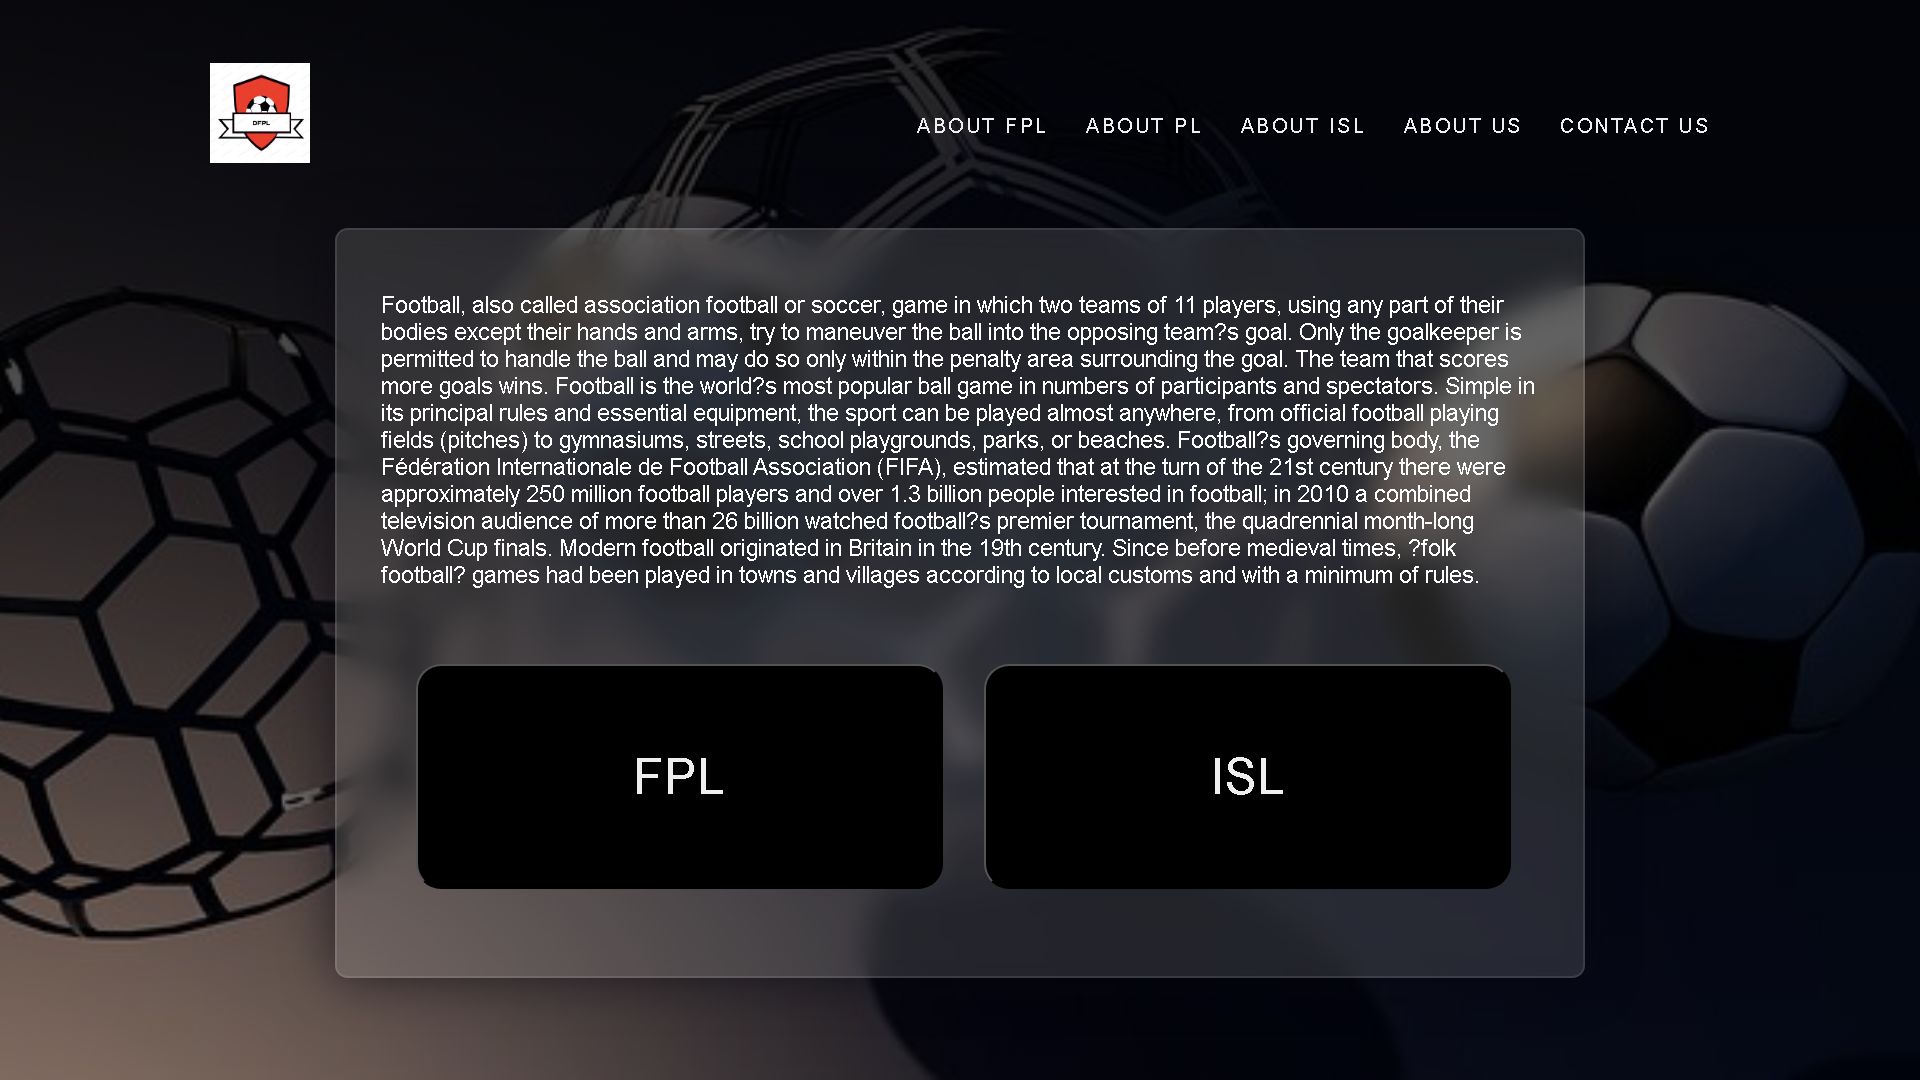 DFPL
ABOUT FPL
ABOUT PL
ABOUT ISL
ABOUT US
CONTACT US
Football, also called association football or soccer, game in which two teams of 11 players, using any part of their
bodies except their hands and arms, try to maneuver the ball into the opposing team?s goal. Only the goalkeeper is
permitted to handle the ball and may do so only within the penalty area surrounding the goal. The team that scores
more goals wins. Football is the world?s most popular ball game in numbers of participants and spectators. Simple in
its principal rules and essential equipment, the sport can be played almost anywhere, from official football playing
fields (pitches) to gymnasiums, streets, school playgrounds, parks, or beaches. Football?s governing body, the
Fédération Internationale de Football Association (FIFA), estimated that at the turn of the 21st century there were
approximately 250 million football players and over 1.3 billion people interested in football; in 2010 a combined
television audience of more than 26 billion watched football?s premier tournament, the quadrennial month-long
World Cup finals. Modern football originated in Britain in the 19th century. Since before medieval times, ?folk
football? games had been played in towns and villages according to local customs and with a minimum of rules.
FPL
ISL